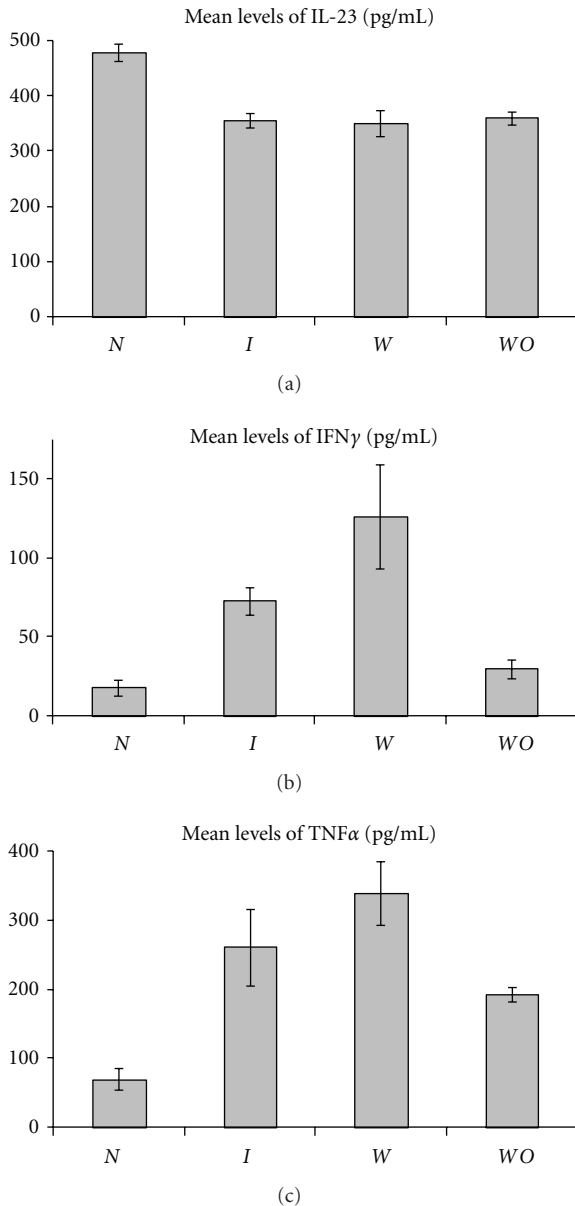 Mean levels of IL-23 (pg/mL)
500
400
300
200
100
0
N I W WO
(a)
Mean levels of IFNγ (pg/mL)
150
100
50
0
N I W WO
(b)
Mean levels of TNFα (pg/mL)
400
300
200
100
0
N I W WO
(c)